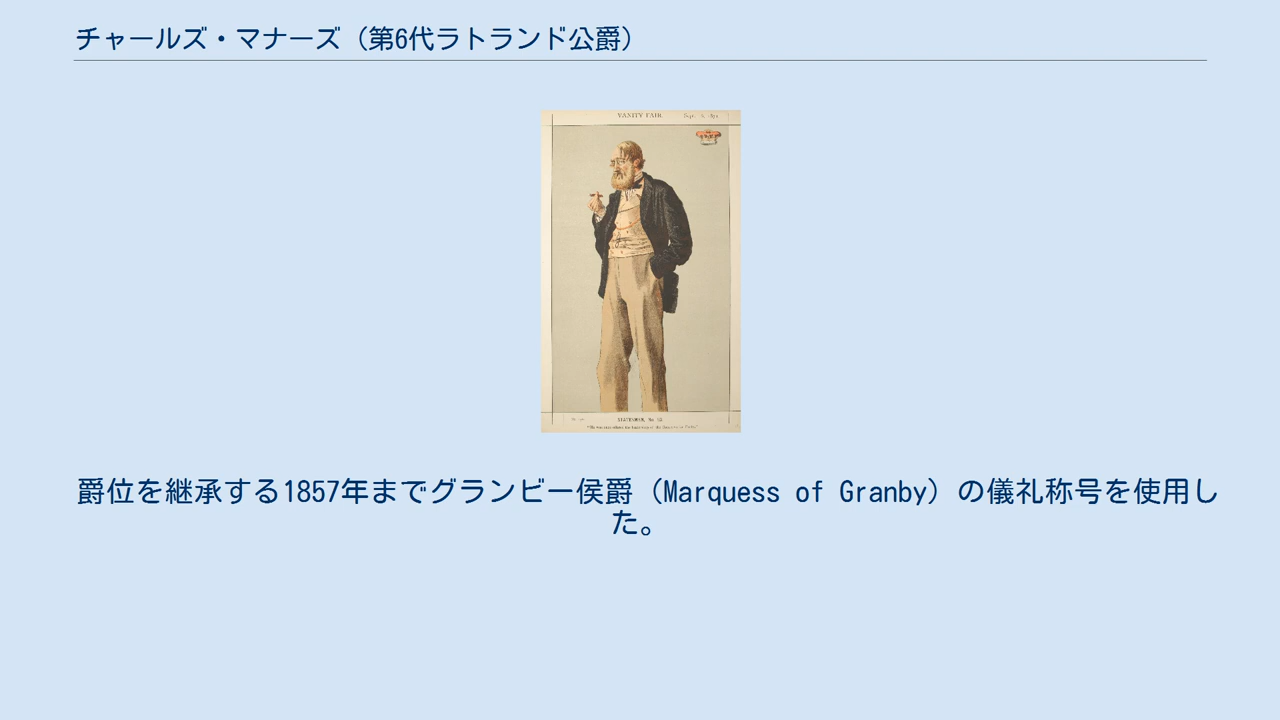 チャールズ・マナーズ（第6代ラトランド公爵）
VANITY FAIR
STATESMEN, No.
爵位を継承する1857年までグランビー侯爵（Marquess of Granby）の儀礼称号を使用し
た。